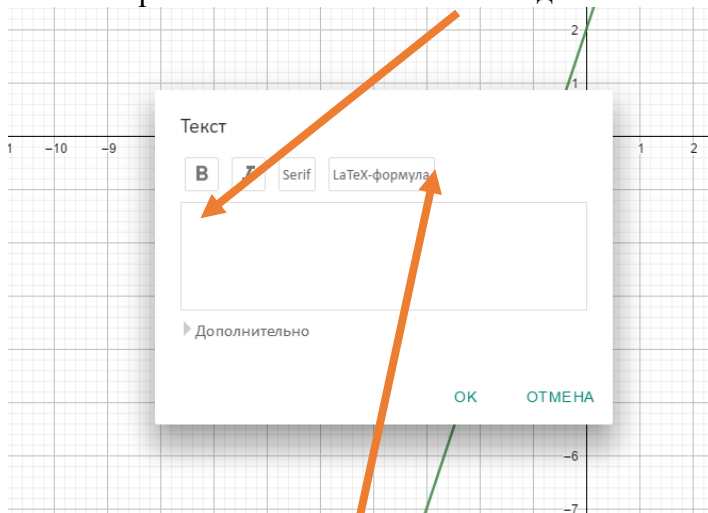 2
1
1 –10 –9 1 2
Текст
B I Serif LaTeX-формула
Дополнительно
OK ОТМЕНА
–6
–7